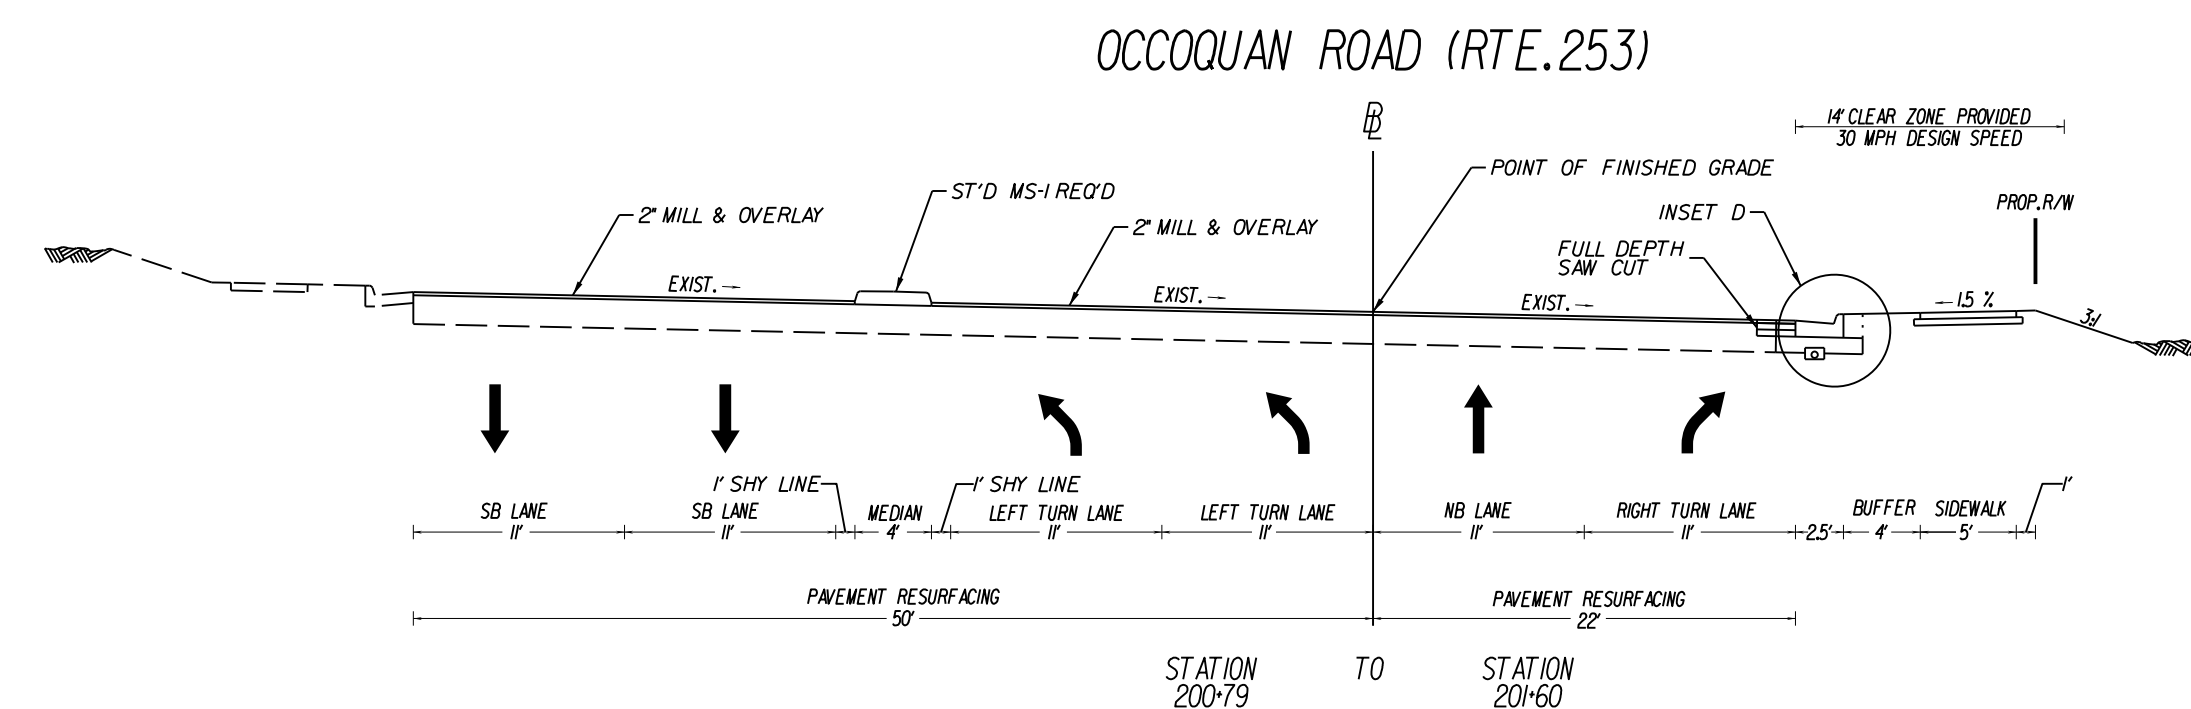 OCCOQUAN ROAD (RTE.253)
BL
14' CLEAR ZONE PROVIDED
30 MPH DESIGN SPEED
POINT OF FINISHED GRADE
ST'D MS-1 REQ'D
2" MILL & OVERLAY
2" MILL & OVERLAY
INSET D
PROP. R/W
FULL DEPTH
SAW CUT
EXIST.
EXIST.
EXIST.
1.5 %
3:1
1' SHY LINE
1' SHY LINE
1'
SB LANE
11'
SB LANE
11'
MEDIAN
4'
LEFT TURN LANE
11'
LEFT TURN LANE
11'
NB LANE
11'
RIGHT TURN LANE
11'
2.5'
BUFFER
4'
SIDEWALK
5'
PAVEMENT RESURFACING
50'
PAVEMENT RESURFACING
22'
STATION TO STATION
200+79 201+60